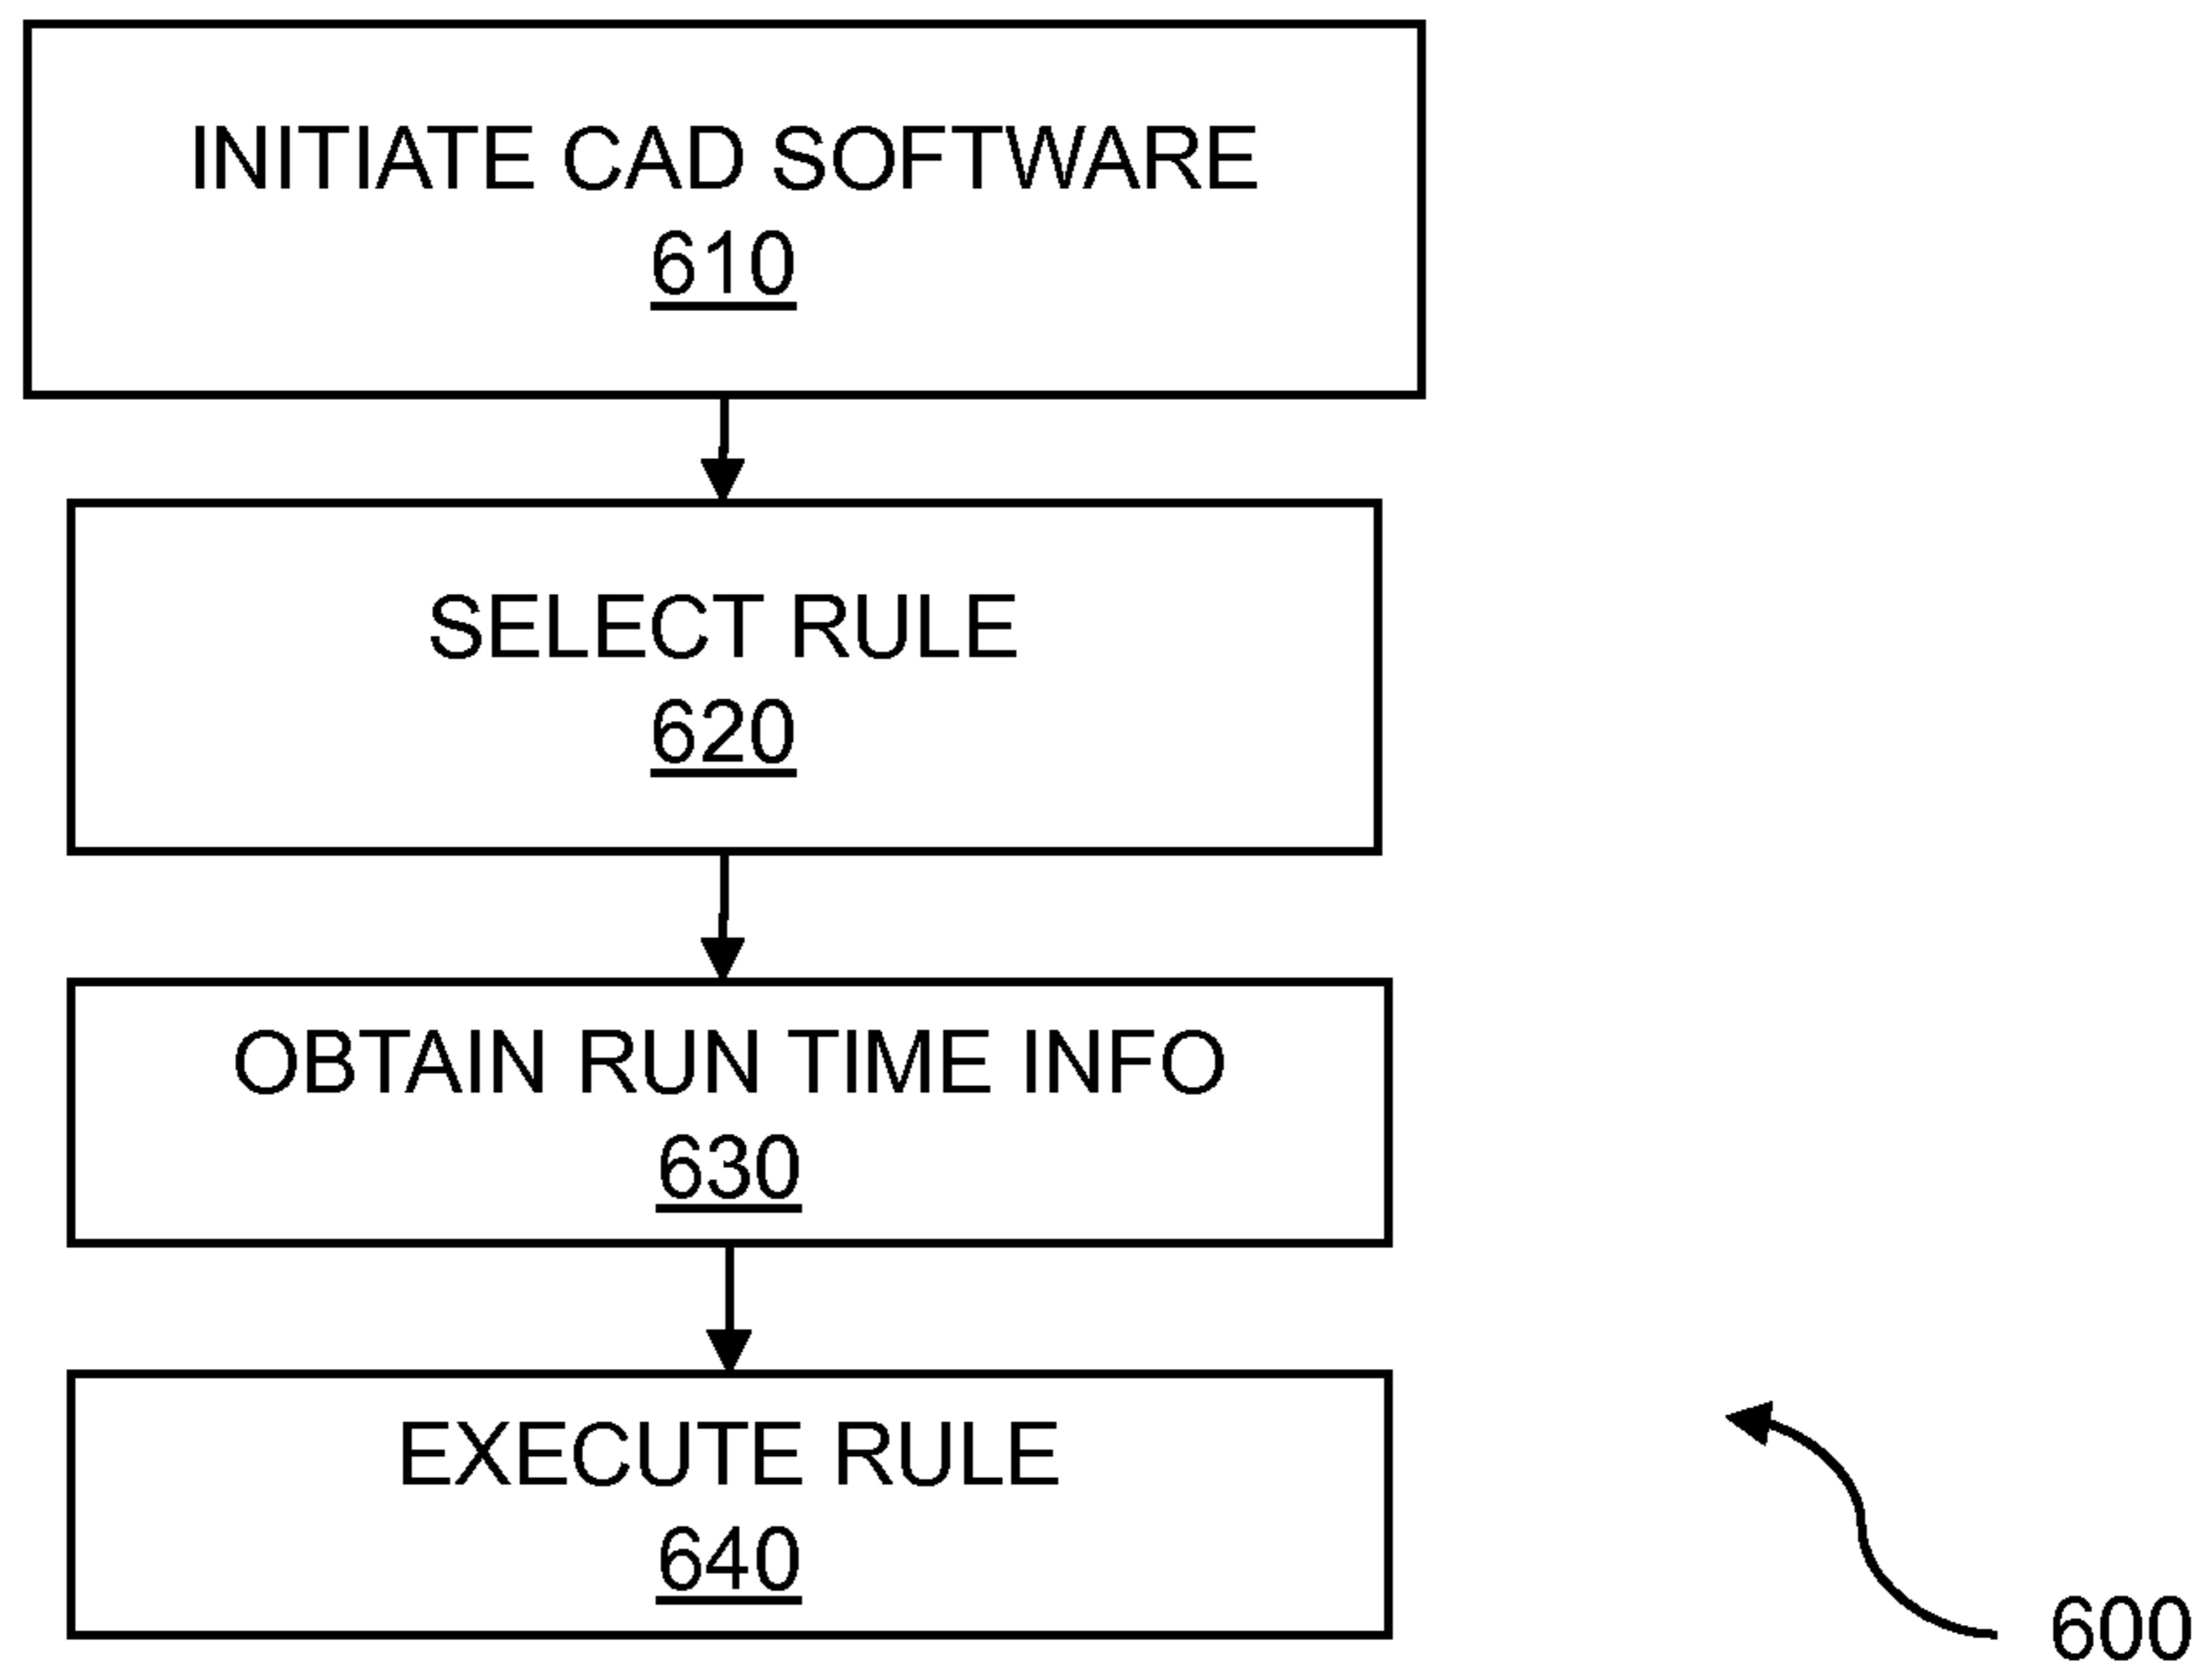 INITIATE CAD SOFTWARE
610
SELECT RULE
620
OBTAIN RUN TIME INFO
630
EXECUTE RULE
640
600